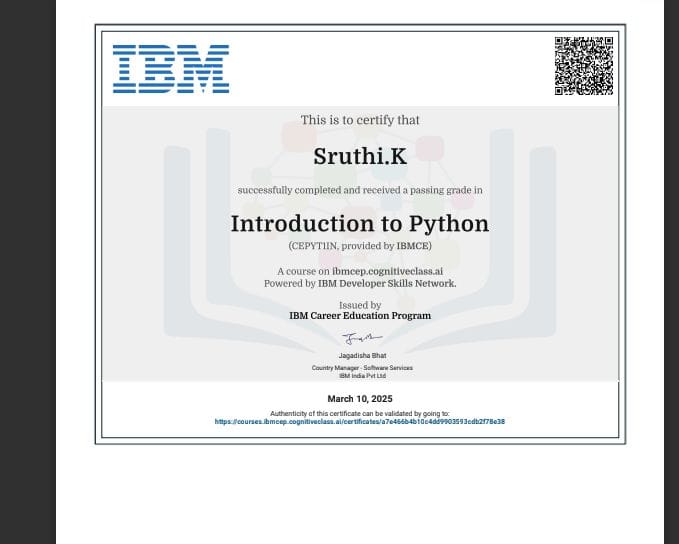 IBM
This is to certify that
Sruthi.K
successfully completed and received a passing grade in
Introduction to Python
(CEPYT1IN, provided by IBMCE)
A course on ibmcep.cognitiveclass.ai
Powered by IBM Developer Skills Network.
Issued by
IBM Career Education Program
Jagadisha Bhat
Country Manager - Software Services
IBM India Pvt Ltd
March 10, 2025
Authenticity of this certificate can be validated by going to:
https://courses.ibmcep.cognitiveclass.ai/certificates/a7e466b4b10c4dd9903593cdb2f78e38